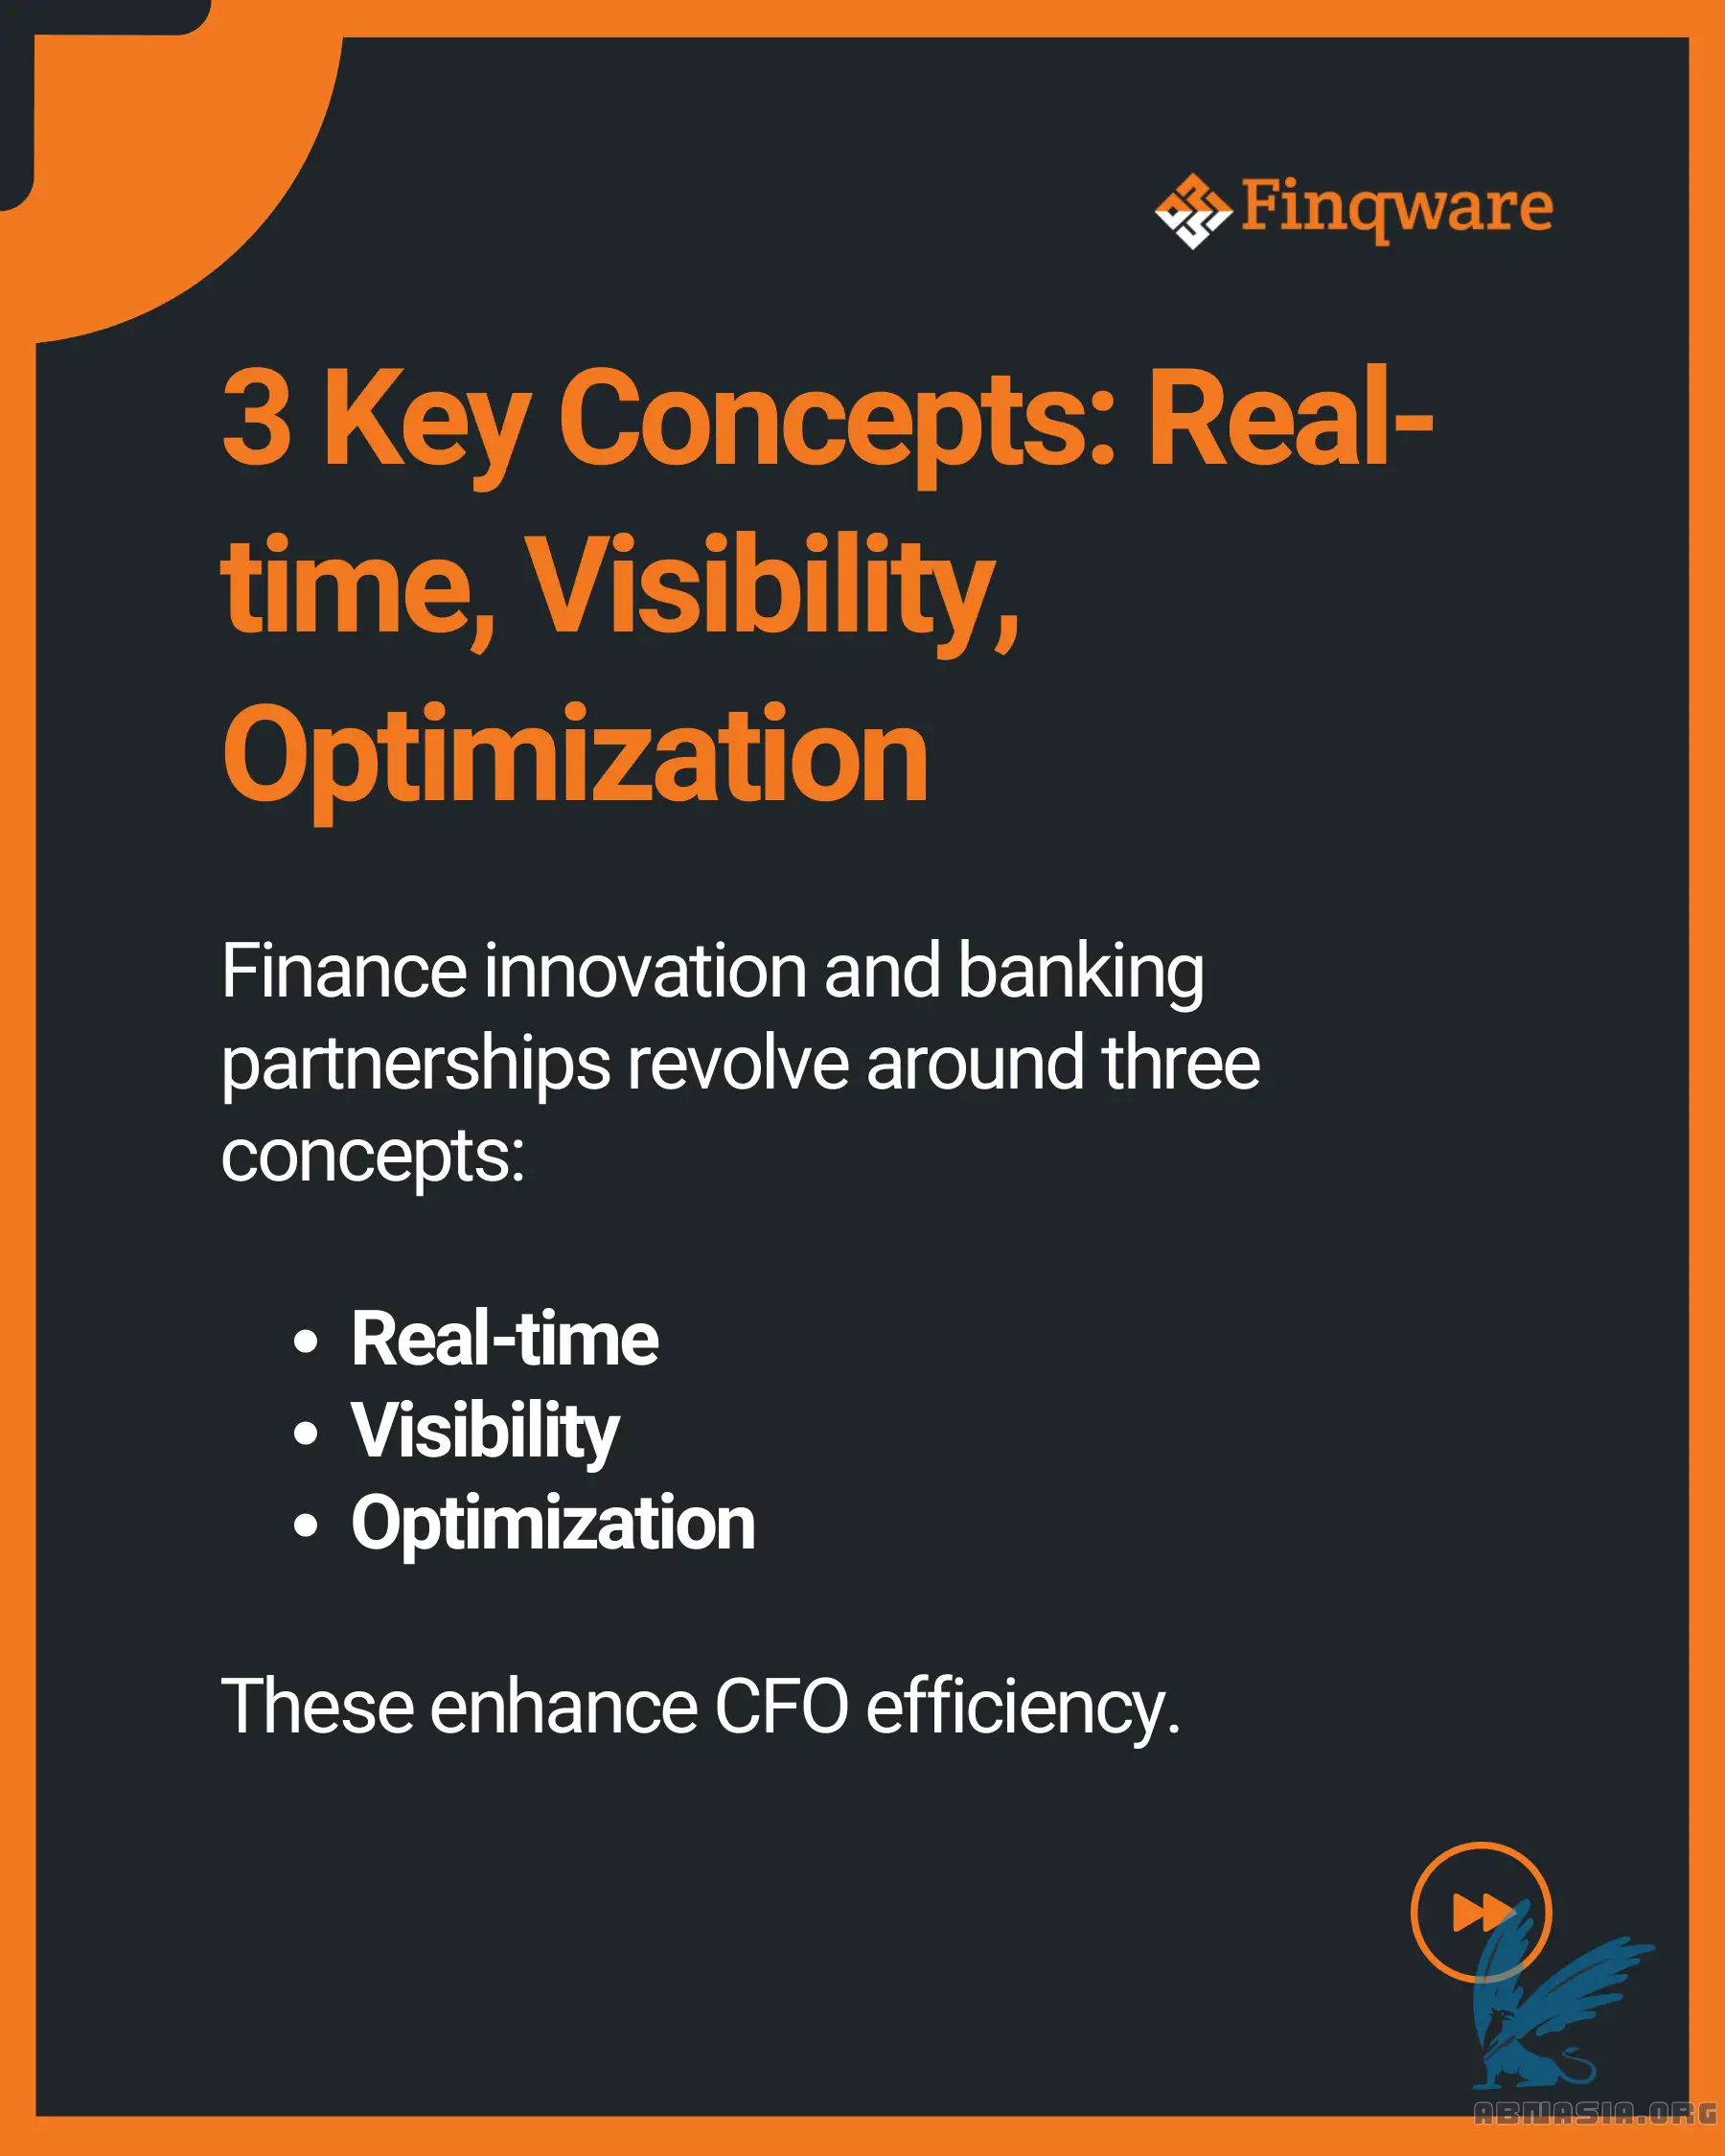 Finqware
3 Key Concepts: Real-
time, Visibility,
Optimization
Finance innovation and banking
partnerships revolve around three
concepts:
• Real-time
• Visibility
• Optimization
These enhance CFO efficiency.
ABNASIA.ORG